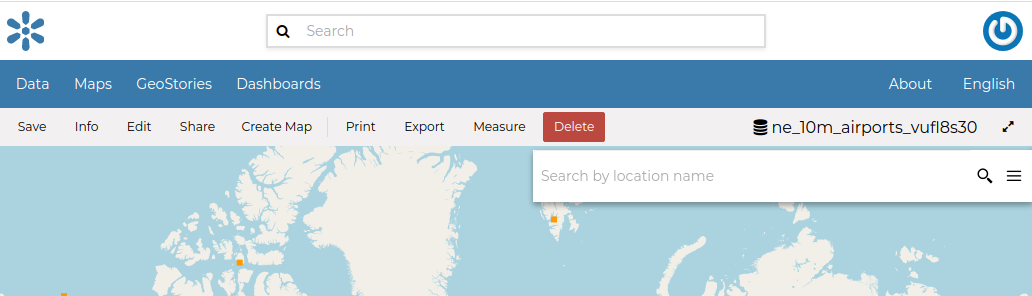 Search
Data Maps GeoStories Dashboards About English
Save Info Edit Share Create Map Print Export Measure Delete ne_10m_airports_vufl8s30
Search by location name